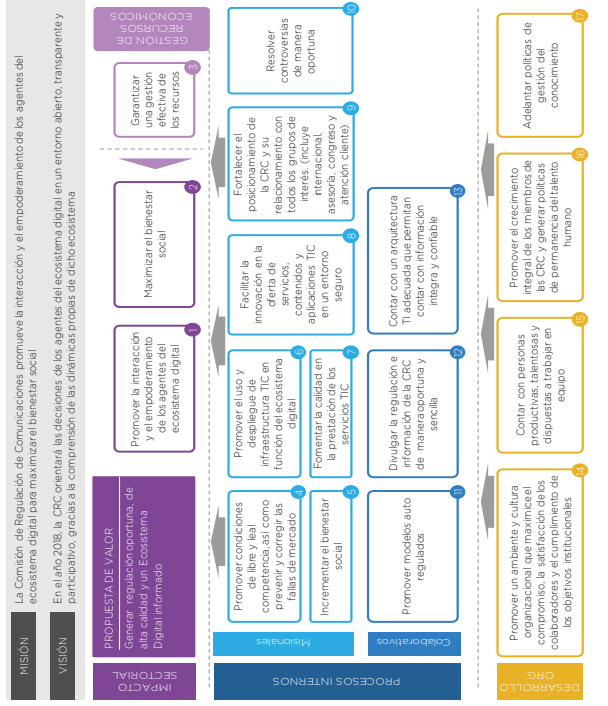 MISIÓN
La Comisión de Regulación de Comunicaciones promueve la interacción y el empoderamiento de los agentes del
ecosistema digital para maximizar el bienestar social
VISIÓN
En el año 2018, la CRC orientará las decisiones de los agentes del ecosistema digital en un entorno abierto, transparente y
participativo, gracias a la comprensión de las dinámicas propias de dicho ecosistema
IMPACTO
SECTORIAL
PROPUESTA DE VALOR
Generar regulación oportuna, de
alta calidad y un Ecosistema
Digital informado
1
Promover la interacción
y el empoderamiento
de los agentes del
ecosistema digital
2
Maximizar el bienestar
social
3
Garantizar
una gestión
efectiva de
los recursos
GESTIÓN DE
RECURSOS
ECONÓMICOS
PROCESOS INTERNOS
Misionales
4
Promover condiciones
de libre y leal
competencia, así como
prevenir y corregir las
fallas de mercado
5
Incrementar el bienestar
social
6
Promover el uso y
despliegue de
infraestructura TIC en
función del ecosistema
digital
7
Fomentar la calidad en
la prestación de los
servicios TIC
8
Facilitar la
innovación en la
oferta de
servicios,
contenidos y
aplicaciones TIC
en un entorno
seguro
9
Fortalecer el
posicionamiento de
la CRC y su
relacionamiento con
todos los grupos de
interés. (incluye
internacional,
asesoría, congreso y
atención cliente)
10
Resolver
controversias
de manera
oportuna
Colaborativos
11
Promover modelos auto
regulados
12
Divulgar la regulación e
información de la CRC
de manera oportuna y
sencilla
13
Contar con un arquitectura
TI adecuada que permitan
contar con información
integra y confiable
DESARROLLO
ORG.
14
Promover un ambiente y cultura
organizacional que maximice el
compromiso, la satisfacción de los
colaboradores y el cumplimiento de
los objetivos institucionales
15
Contar con personas
productivas, talentosas y
dispuestas a trabajar en
equipo
16
Promover el crecimiento
integral de los miembros de
las CRC y generar políticas
de permanencia del talento
humano
17
Adelantar políticas de
gestión del
conocimiento